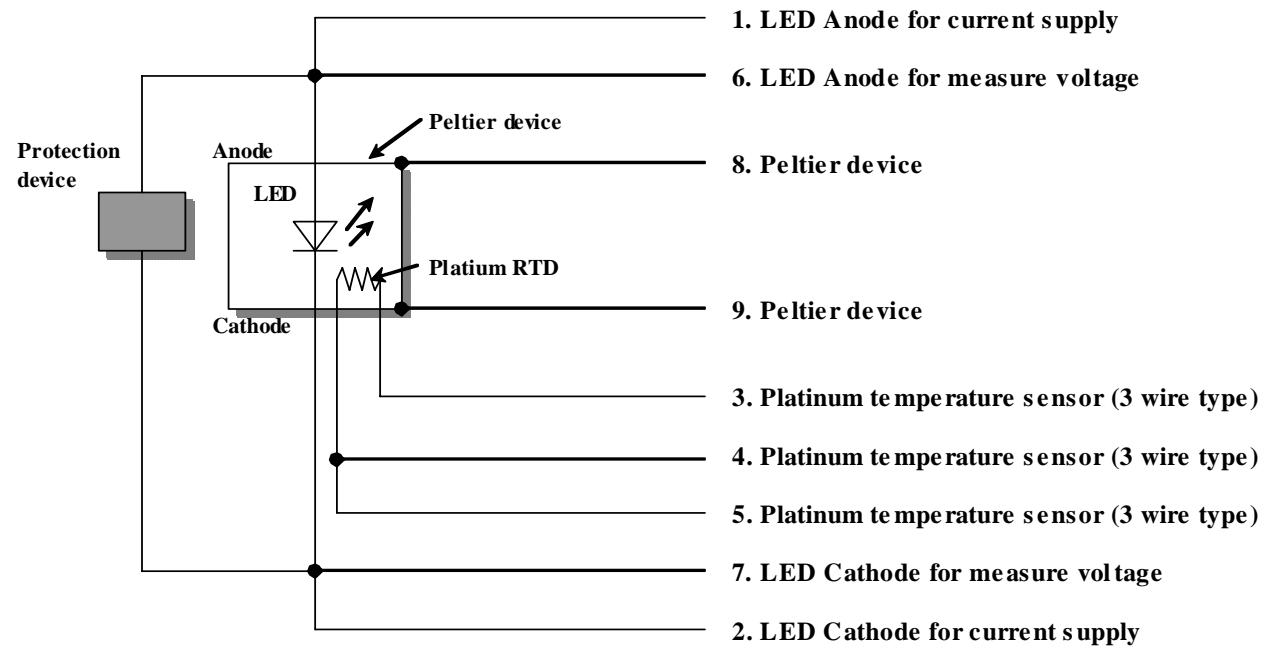 1. LED Anode for current supply
6. LED Anode for measure voltage
Peltier device
Protection
device
Anode
8. Peltier device
LED
Platium RTD
9. Peltier device
Cathode
3. Platinum temperature sensor (3 wire type)
4. Platinum temperature sensor (3 wire type)
5. Platinum temperature sensor (3 wire type)
7. LED Cathode for measure voltage
2. LED Cathode for current supply